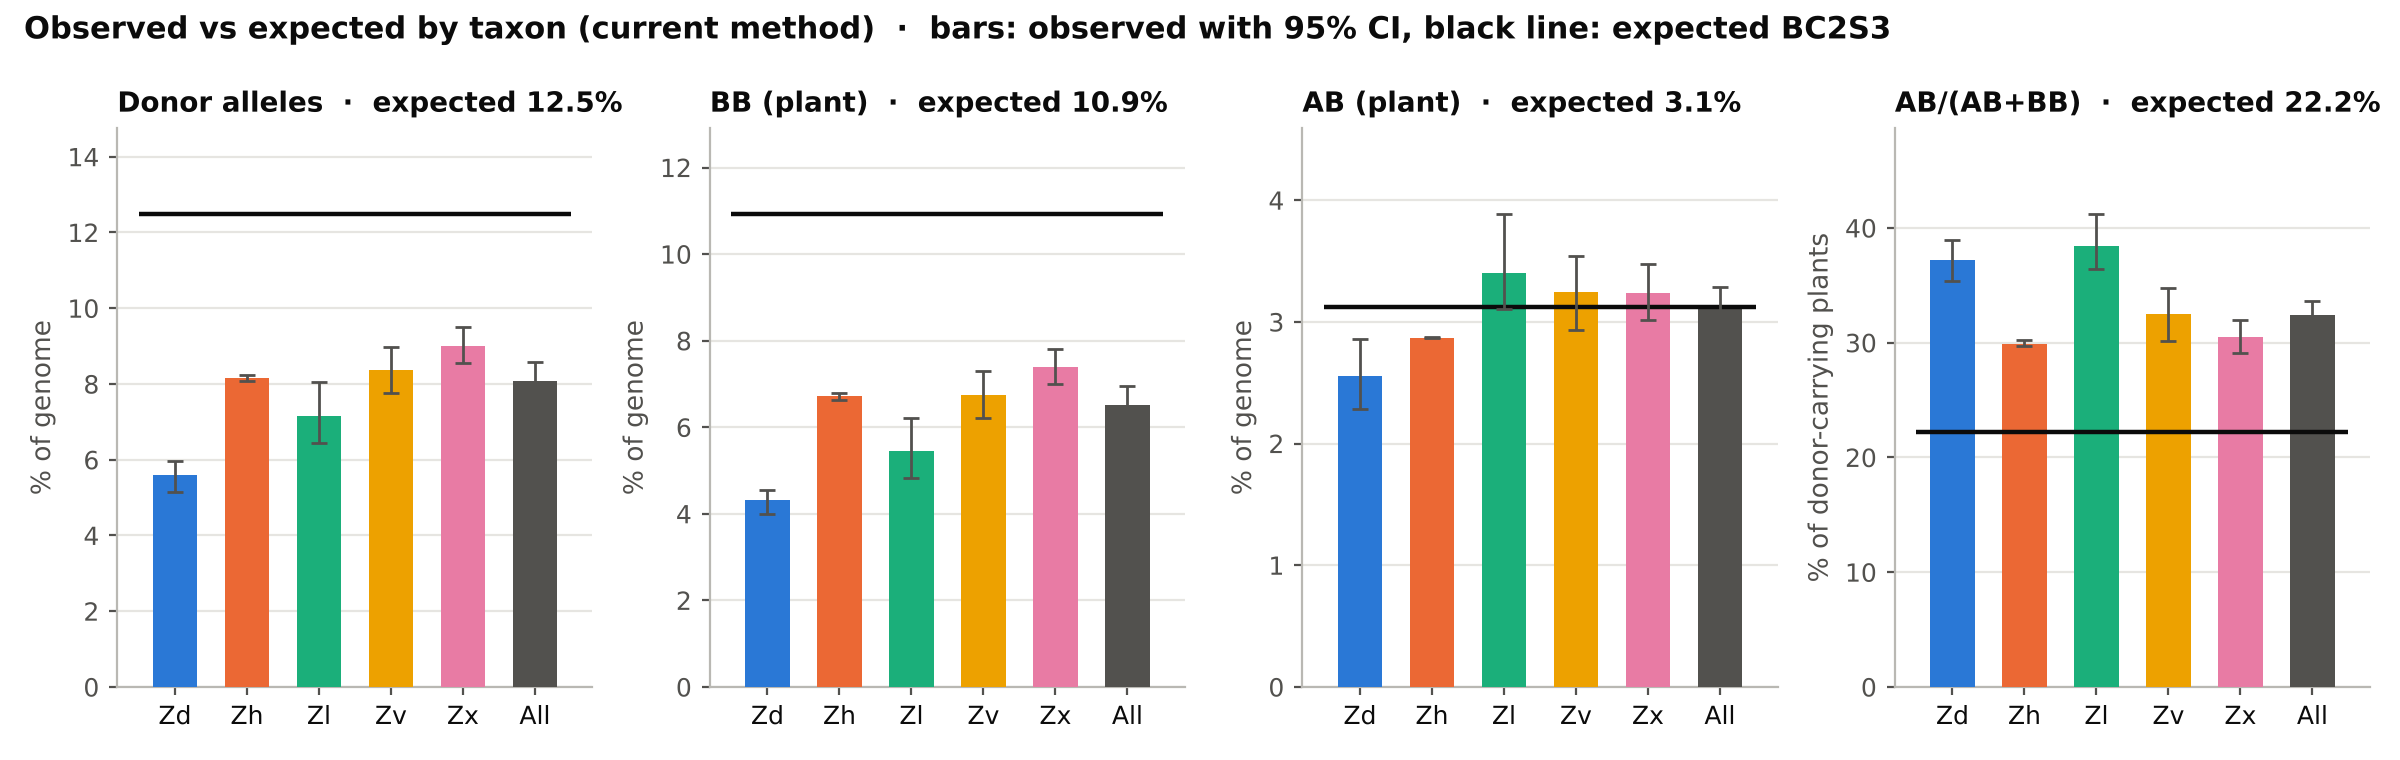 Observed vs expected by taxon (current method)  ·  bars: observed with 95% CI, black line: expected BC2S3
Donor alleles  ·  expected 12.5%
% of genome
14
12
10
8
6
4
2
0
Zd Zh Zl Zv Zx All
BB (plant)  ·  expected 10.9%
% of genome
12
10
8
6
4
2
0
Zd Zh Zl Zv Zx All
AB (plant)  ·  expected 3.1%
% of genome
4
3
2
1
0
Zd Zh Zl Zv Zx All
AB/(AB+BB)  ·  expected 22.2%
% of donor-carrying plants
40
30
20
10
0
Zd Zh Zl Zv Zx All